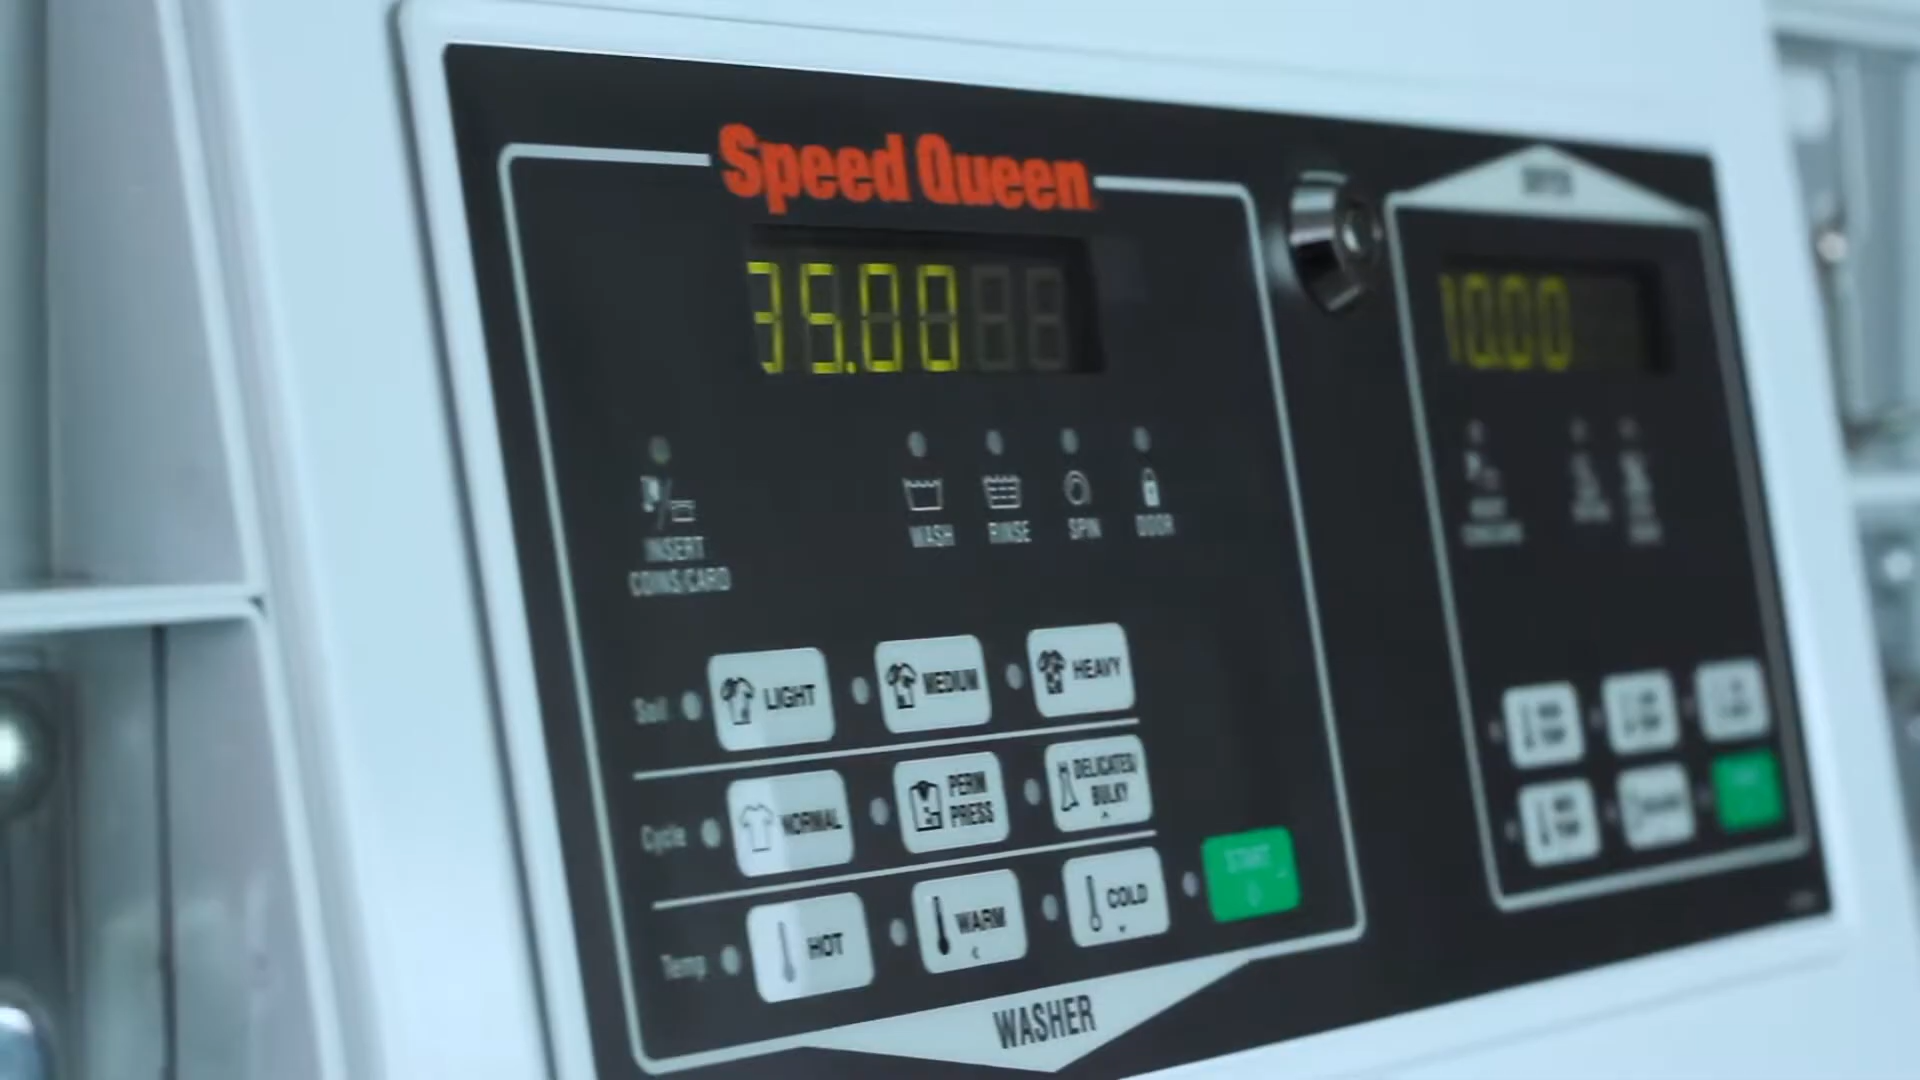 Speed Queen
35.00
INSERT
COINS/CARD
WASH
RINSE
SPIN
DOOR
Soil
LIGHT
MEDIUM
HEAVY
Cycle
NORMAL
PERM
PRESS
DELICATES/
BULKY
Temp
HOT
WARM
COLD
START
WASHER
10.00